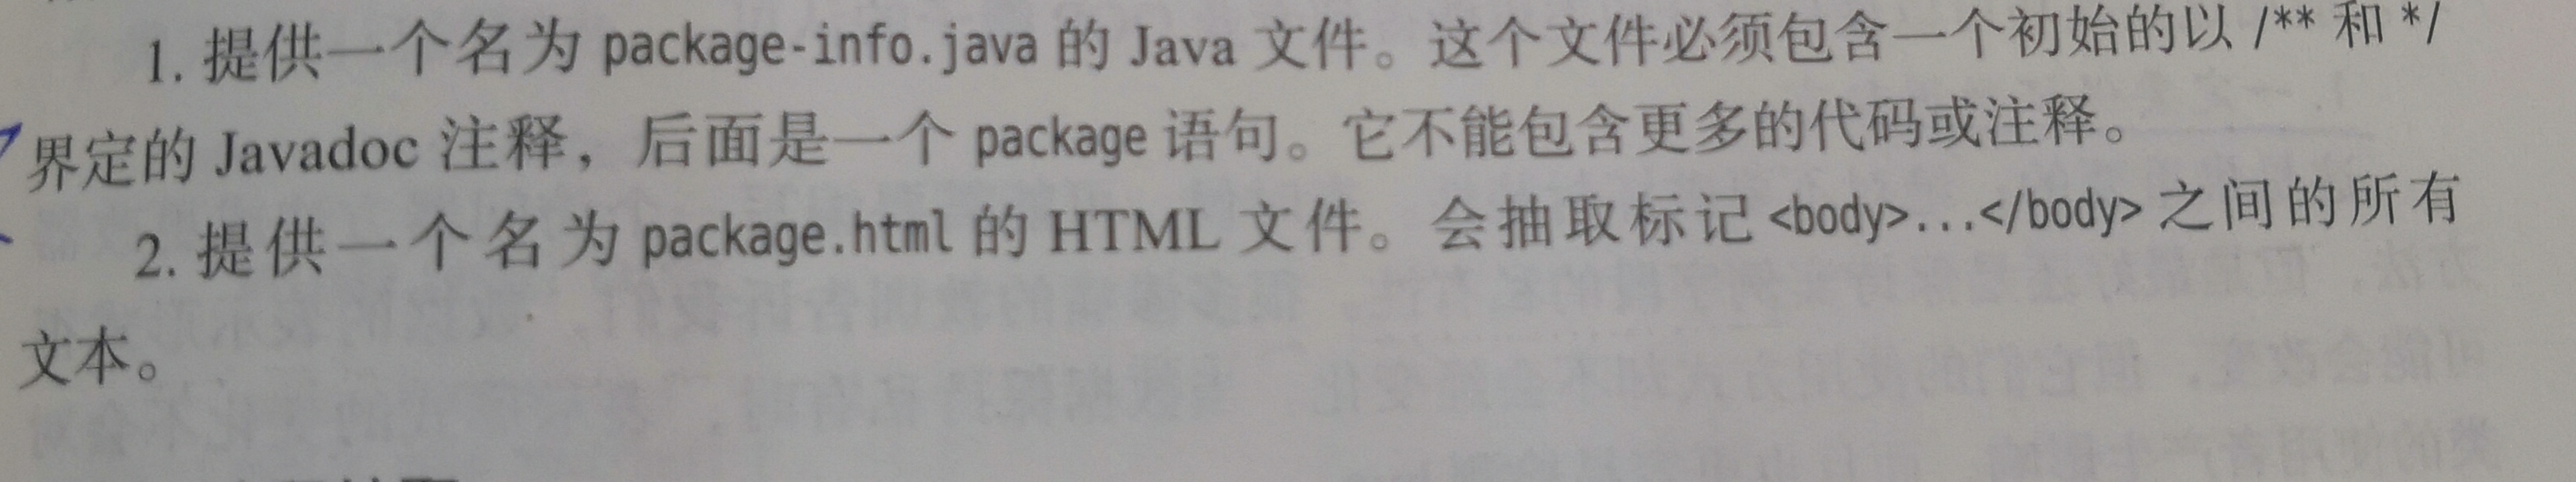 1. 提供一个名为 package-info.java 的 Java 文件。这个文件必须包含一个初始的以 /** 和 */
界定的 Javadoc 注释，后面是一个 package 语句。它不能包含更多的代码或注释。
2. 提供一个名为 package.html 的 HTML 文件。会抽取标记 <body>...</body> 之间的所有
文本。